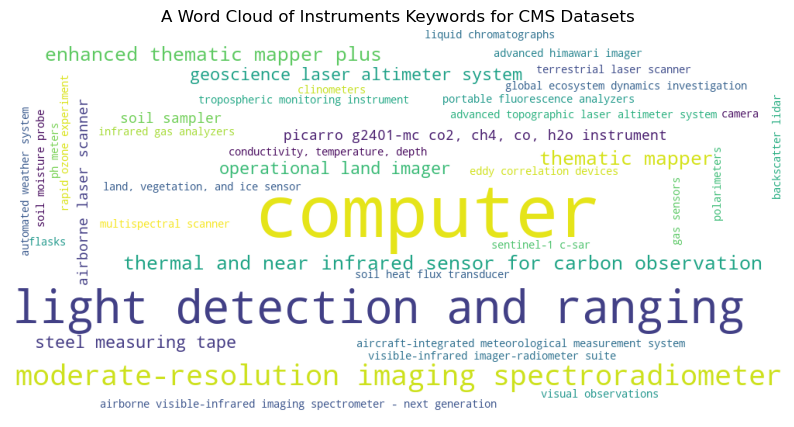 A Word Cloud of Instruments Keywords for CMS Datasets
liquid chromatographs
enhanced thematic mapper plus
advanced himawari imager
geoscience laser altimeter system
terrestrial laser scanner
clinometers
global ecosystem dynamics investigation
tropospheric monitoring instrument
portable fluorescence analyzers
soil sampler
advanced topographic laser altimeter system
camera
infrared gas analyzers
picarro g2401-mc co2, ch4, co, h2o instrument
conductivity, temperature, depth
thematic mapper
operational land imager
eddy correlation devices
land, vegetation, and ice sensor
automated weather system
soil moisture probe
ph meters
rapid ozone experiment
airborne laser scanner
computer
multispectral scanner
gas sensors
polarimeters
backscatter lidar
flasks
sentinel-1 c-sar
thermal and near infrared sensor for carbon observation
soil heat flux transducer
light detection and ranging
steel measuring tape
aircraft-integrated meteorological measurement system
visible-infrared imager-radiometer suite
moderate-resolution imaging spectroradiometer
visual observations
airborne visible-infrared imaging spectrometer - next generation